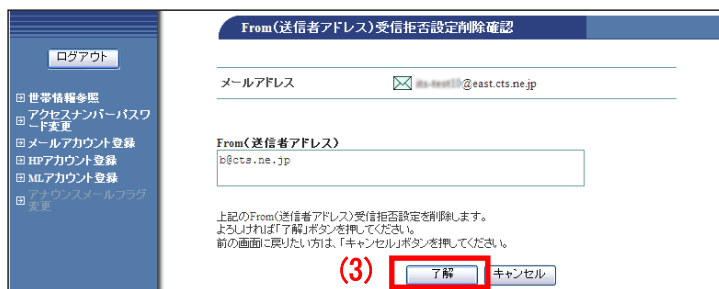 From(送信者アドレス)受信拒否設定削除確認
ログアウト
世帯情報参照
アクセスナンバーパスワ
ード変更
メールアカウント登録
HPアカウント登録
MLアカウント登録
アナウンスメールフラグ
変更
メールアドレス
@east.cts.ne.jp
From(送信者アドレス)
b@cts.ne.jp
上記のFrom(送信者アドレス)受信拒否設定を削除します。
よろしければ「了解」ボタンを押してください。
前の画面に戻りたい方は、「キャンセル」ボタンを押してください。
(3) 了解 キャンセル